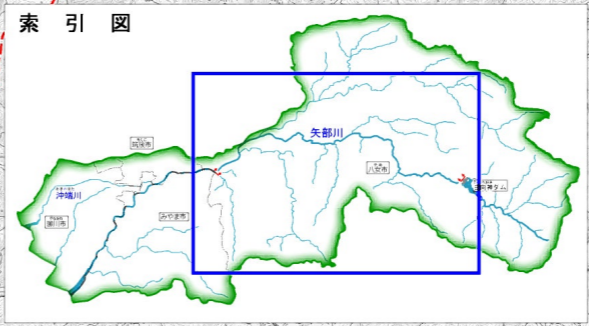 索引図
筑後市
矢部川
八女市
日向神ダム
沖端川
柳川市
みやま市